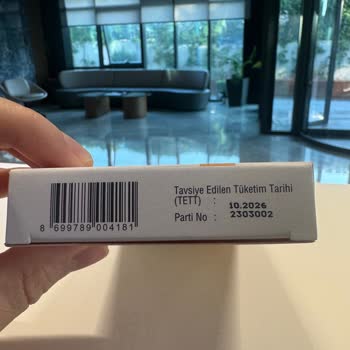 Tavsiye Edilen Tüketim Tarihi
(TETT) : 10.2026
Parti No : 2303002
8 699789 004181